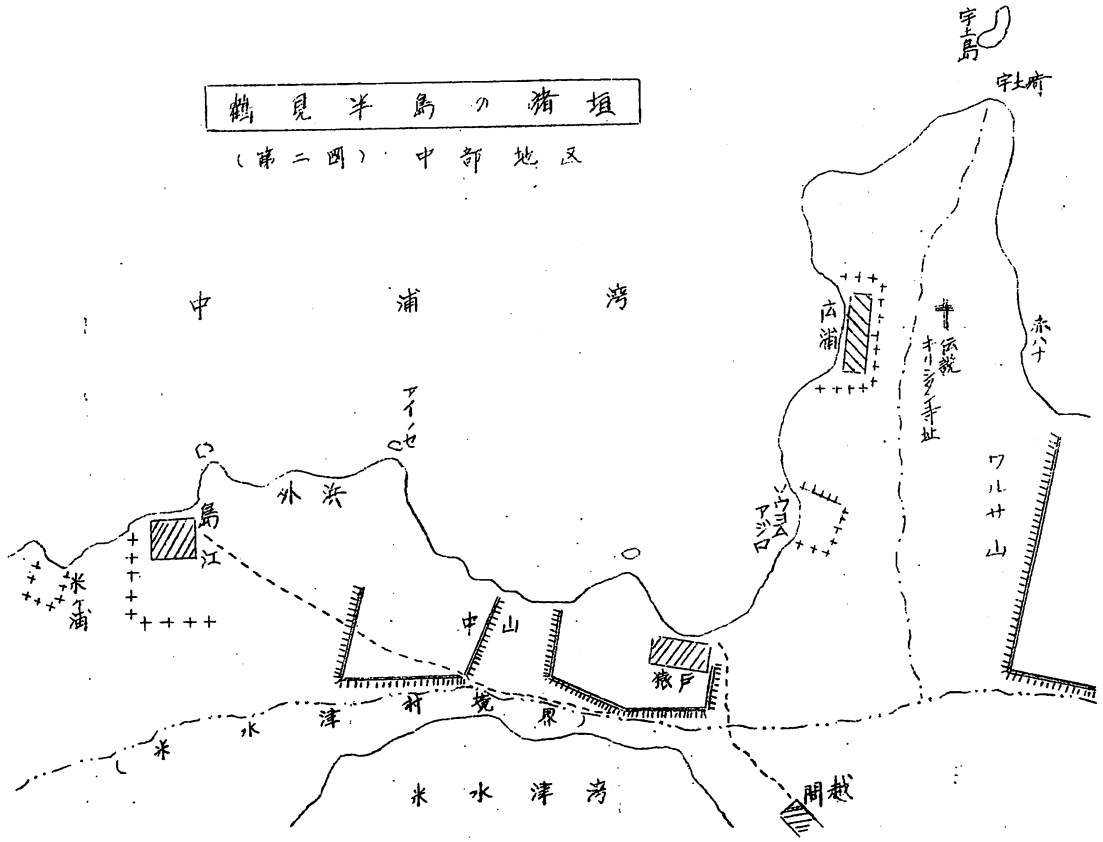 鶴見半島の猪垣
(第二図) 中部地区
宇土島
宇土崎
中浦湾
広浦
伝説
キリシタン寺址
赤ハナ
アイノセ
外浜
島江
米ヶ浦
ソウヨム
アジロ
ワルサ山
中山
猿戸
(米水津村境界)
米水津湾
間越